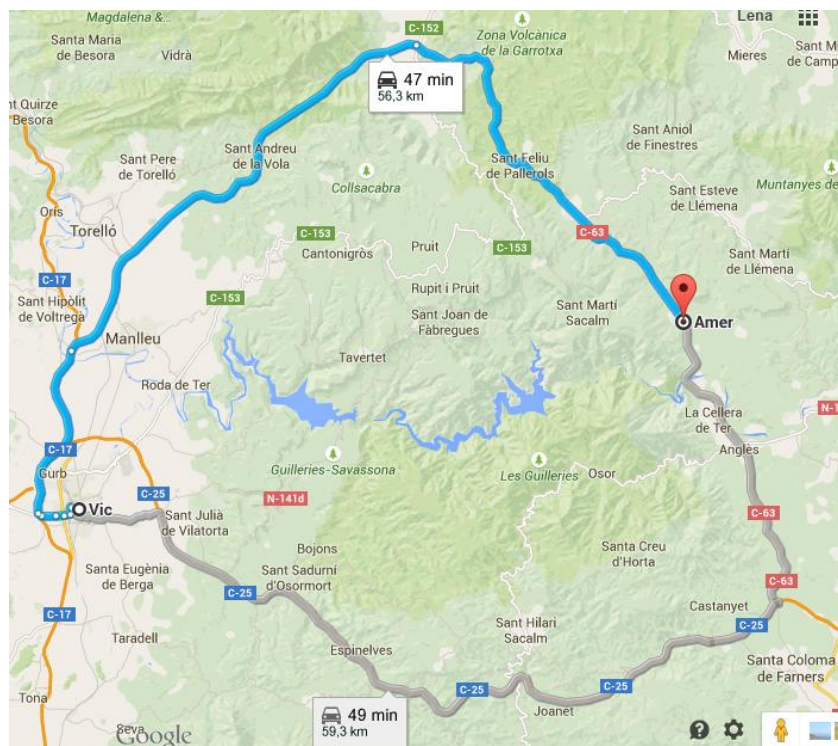 Magdalena &...
C-152
Lena
Santa Maria
de Besora
Vidrà
Zona Volcànica
de la Garrotxa
Mieres
de Camp
47 min
56,3 km
nt Quirze
Besora
Sant Aniol
de Finestres
Sant Pere
de Torelló
Sant Andreu
de la Vola
Sant Feliu
de Pallerols
Collsacabra
Sant Esteve
de Llémena
Muntanyes de
Orís
Torelló
C-153
C-63
Cantonigròs
Pruit
C-153
Sant Martí
de Llémena
C-17
Rupit i Pruit
Sant Hipòlit
de Voltregà
C-153
Sant Joan de
Fàbregues
Sant Martí
Sacalm
Amer
Manlleu
Tavertet
Roda de Ter
N-1
La Cellera
de Ter
C-17
Anglès
Gurb
Guilleries-Savassona
Les Guilleries
Osor
C-25
N-141d
Vic
Sant Julià
de Vilatorta
C-63
Bojons
Santa Creu
d'Horta
Santa Eugènia
de Berga
Sant Sadurní
d'Osormort
C-25
C-63
C-17
Castanyet
Taradell
Sant Hilari
Sacalm
C-25
Espinelves
Santa Coloma
de Farners
C-25
C-25
Tona
Joanet
49 min
59,3 km
Seva
Google
?